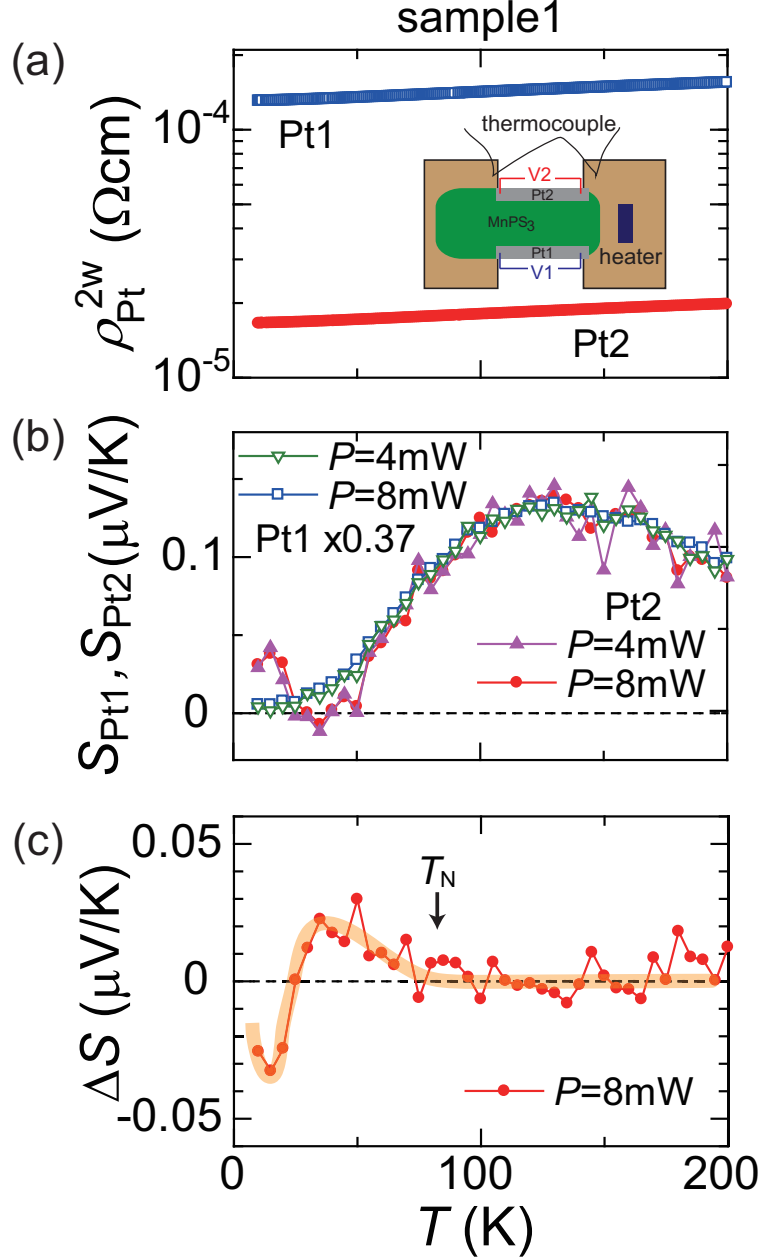 sample1
(a)
10⁻⁴
10⁻⁵
ρ_Pt^2w (Ωcm)
Pt1
thermocouple
V2
Pt2
MnPS₃
Pt1
V1
heater
Pt2
(b)
S_Pt1, S_Pt2 (μV/K)
0.1
0
P=4mW
P=8mW
Pt1 x0.37
Pt2
P=4mW
P=8mW
(c)
ΔS (μV/K)
0.05
0
-0.05
T_N
P=8mW
0
100
200
T (K)